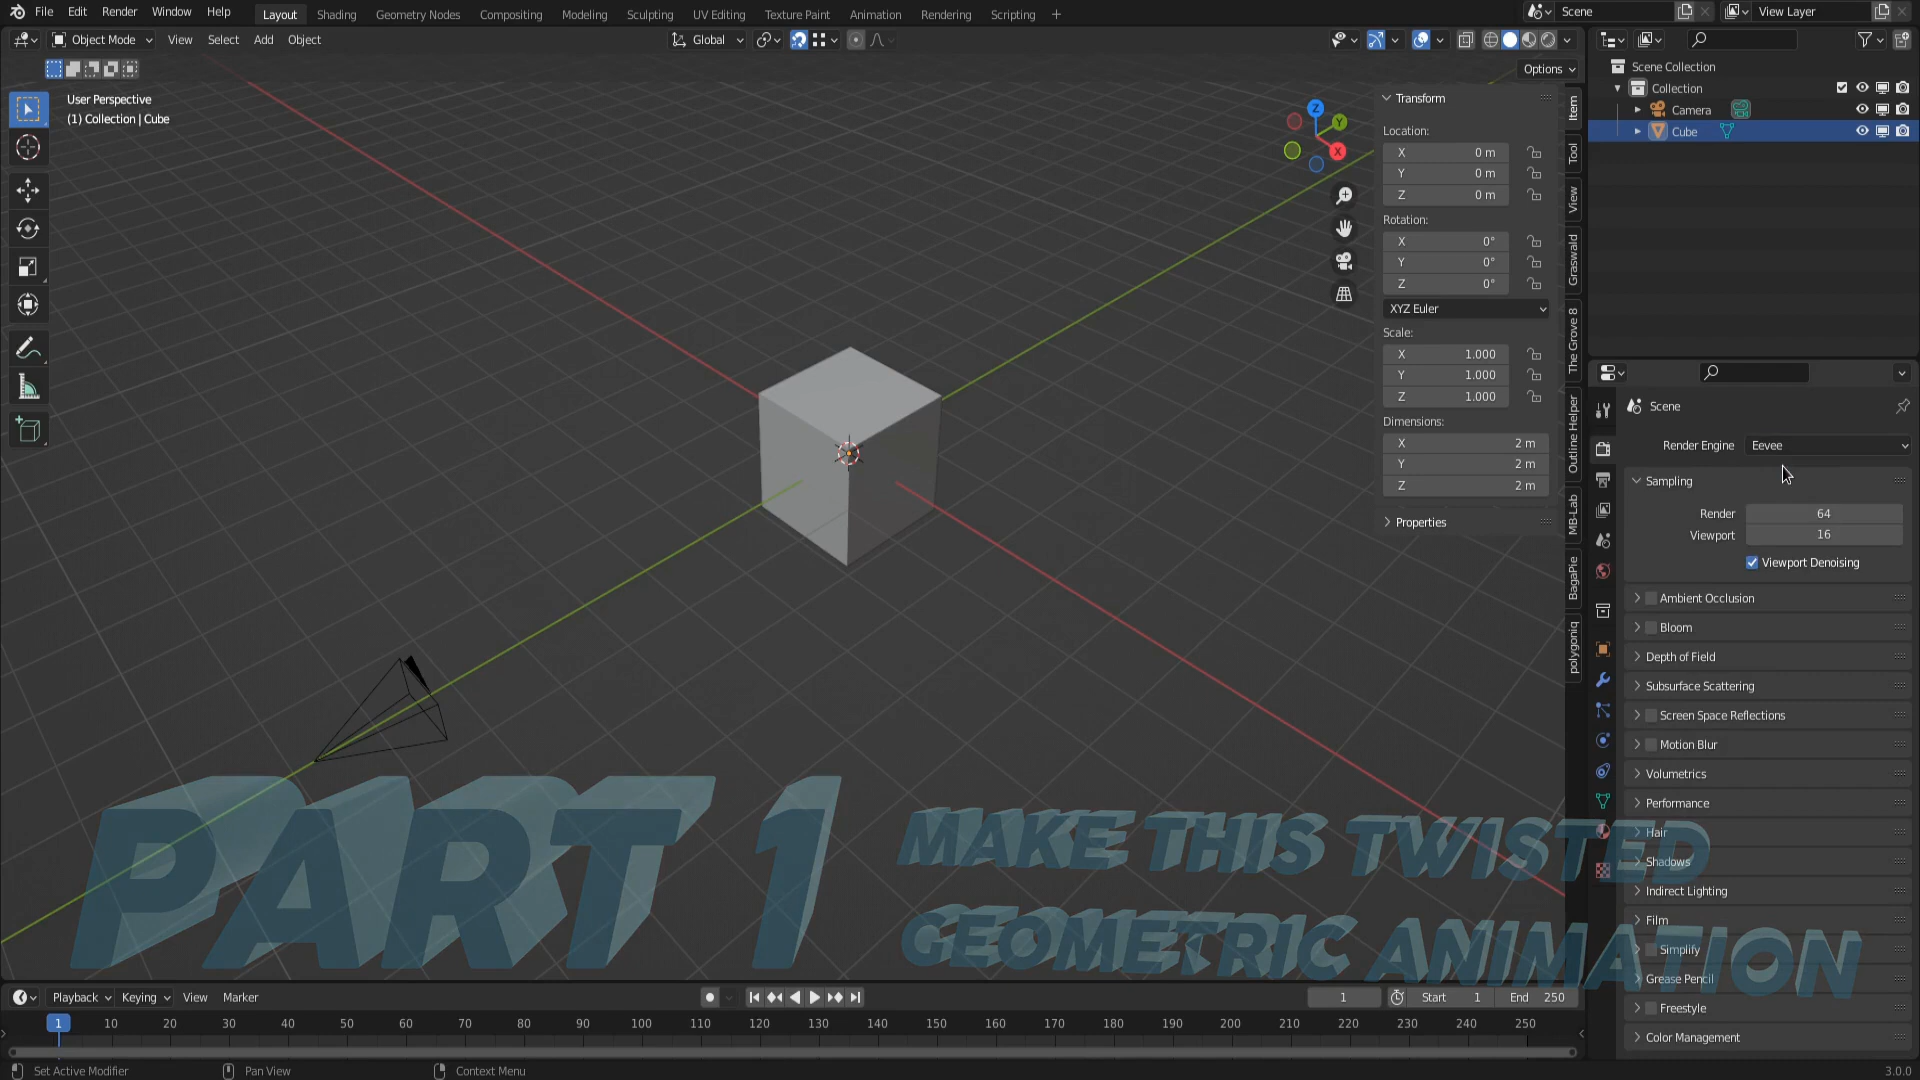 File Edit Render Window Help Layout Shading Geometry Nodes Compositing Modeling Sculpting UV Editing Texture Paint Animation Rendering Scripting + Scene View Layer
Object Mode View Select Add Object Global
Options
User Perspective
(1) Collection | Cube
Z
Y
X
Transform
Location:
X 0 m
Y 0 m
Z 0 m
Rotation:
X 0°
Y 0°
Z 0°
XYZ Euler
Scale:
X 1.000
Y 1.000
Z 1.000
Dimensions:
X 2 m
Y 2 m
Z 2 m
Properties
Item
Tool
View
Graswald
The Grove 8
Outline Helper
MB-Lab
BagaPie
polygoniq
Scene Collection
Collection
Camera
Cube
Scene
Render Engine Eevee
Sampling
Render 64
Viewport 16
Viewport Denoising
Ambient Occlusion
Bloom
Depth of Field
Subsurface Scattering
Screen Space Reflections
Motion Blur
Volumetrics
Performance
Hair
Shadows
Indirect Lighting
Film
Simplify
Grease Pencil
Freestyle
Color Management
PART 1
MAKE THIS TWISTED
GEOMETRIC ANIMATION
Playback Keying View Marker 1 Start 1 End 250
1 10 20 30 40 50 60 70 80 90 100 110 120 130 140 150 160 170 180 190 200 210 220 230 240 250
Set Active Modifier Pan View Context Menu 3.0.0